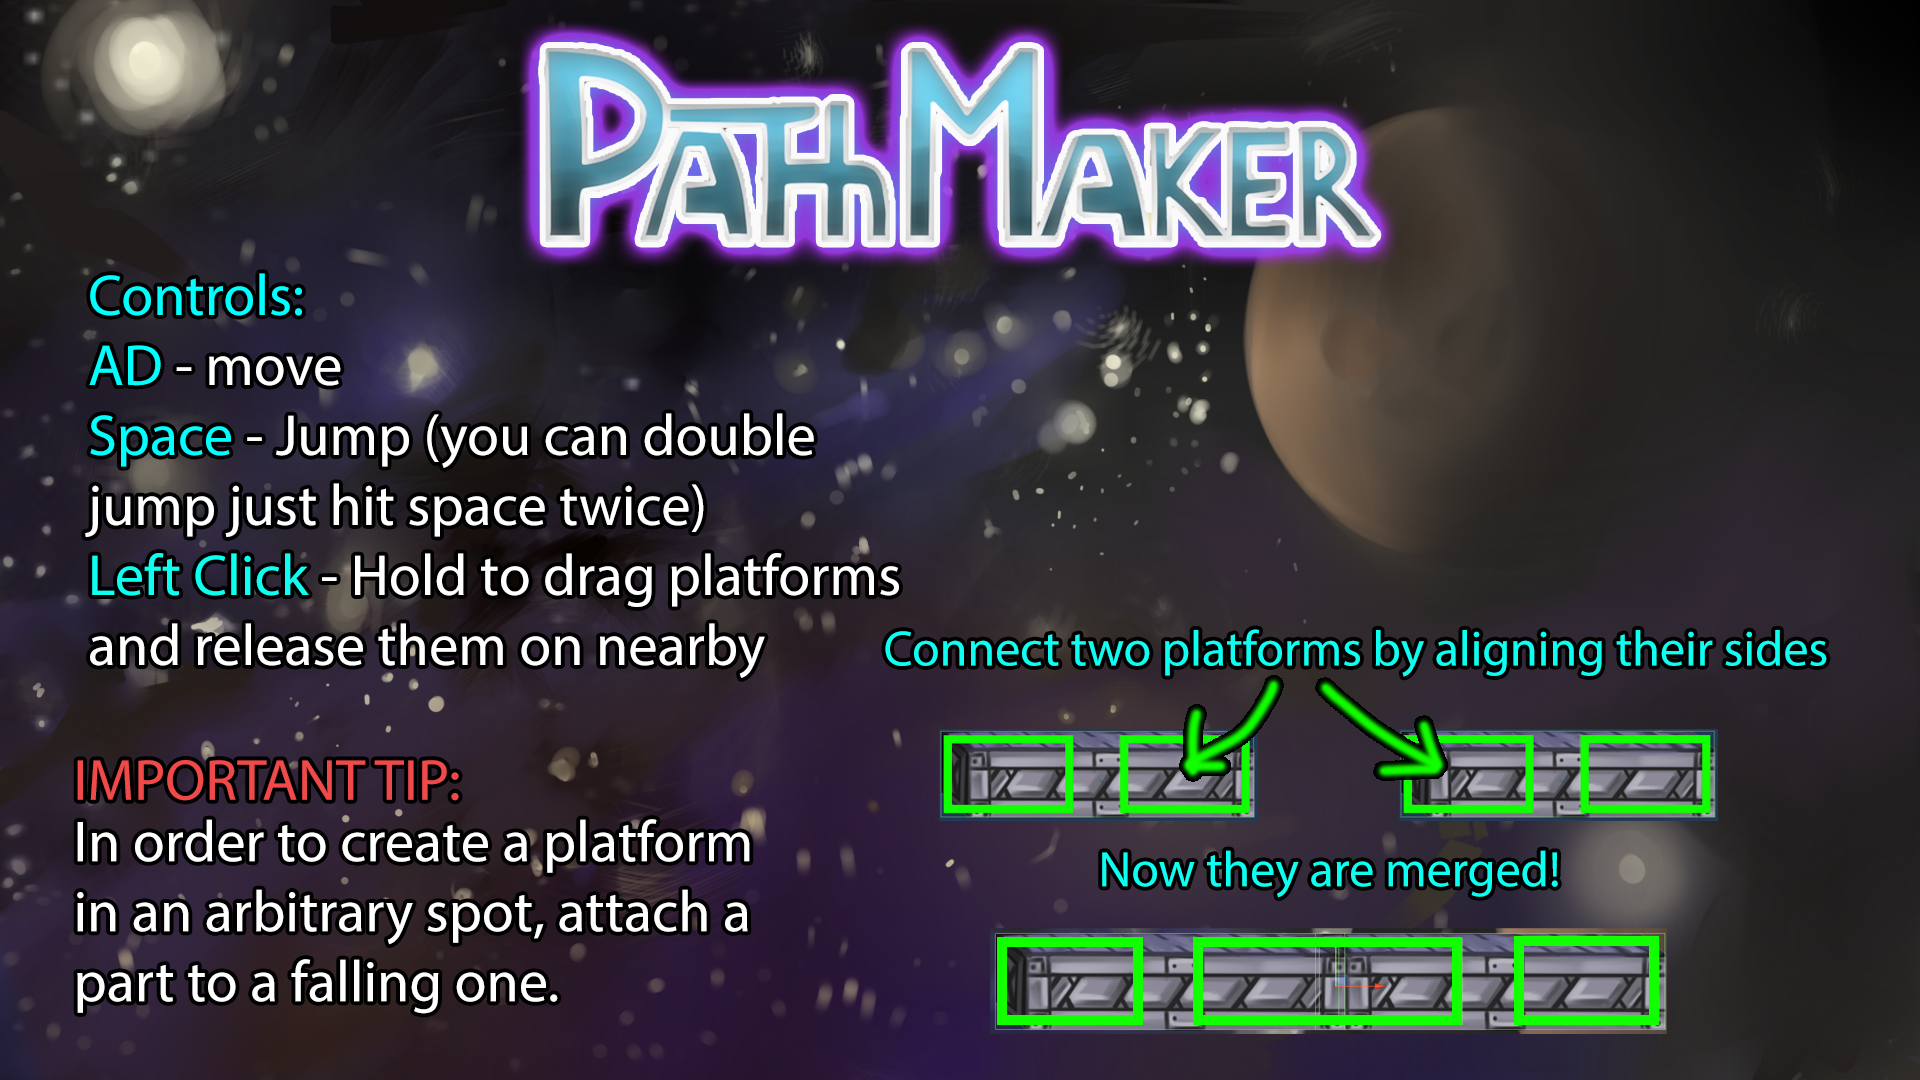 PathMaker
Controls:
AD - move
Space - Jump (you can double
jump just hit space twice)
Left Click - Hold to drag platforms
and release them on nearby
IMPORTANT TIP:
In order to create a platform
in an arbitrary spot, attach a
part to a falling one.
Connect two platforms by aligning their sides
Now they are merged!